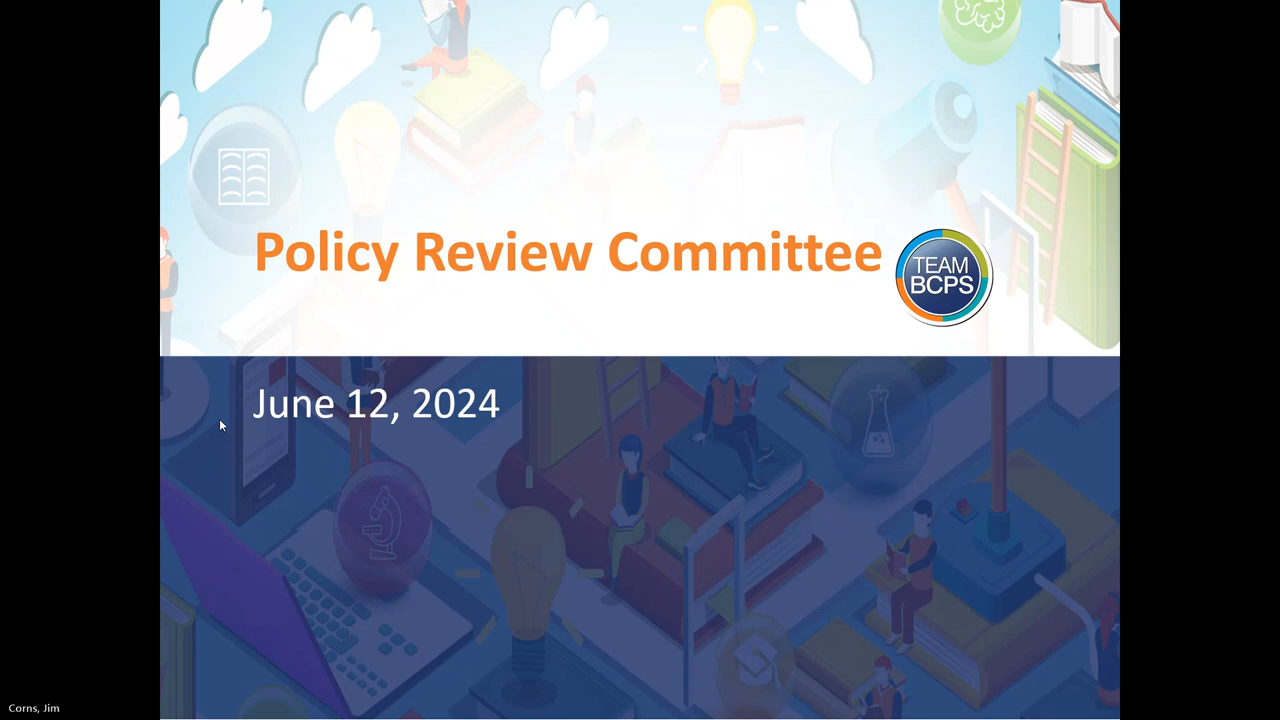 Policy Review Committee
TEAM
BCPS
June 12, 2024
Corns, Jim